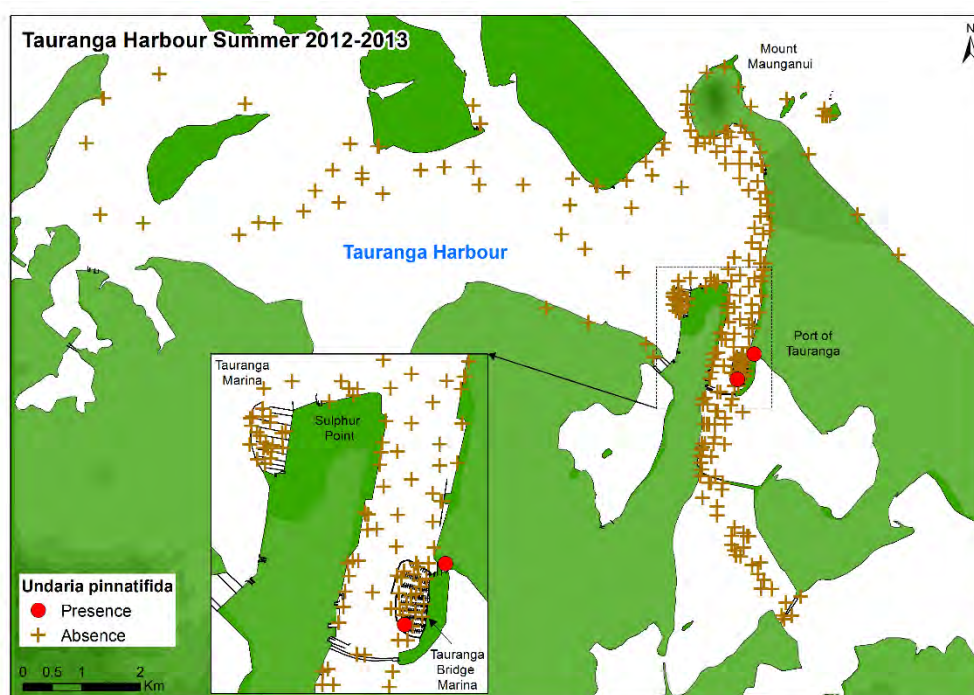 Tauranga Harbour Summer 2012-2013
N
Mount
Maunganui
Tauranga Harbour
Port of
Tauranga
Tauranga
Marina
Sulphur
Point
Tauranga
Bridge
Marina
Undaria pinnatifida
Presence
Absence
0 0.5 1 2
Km